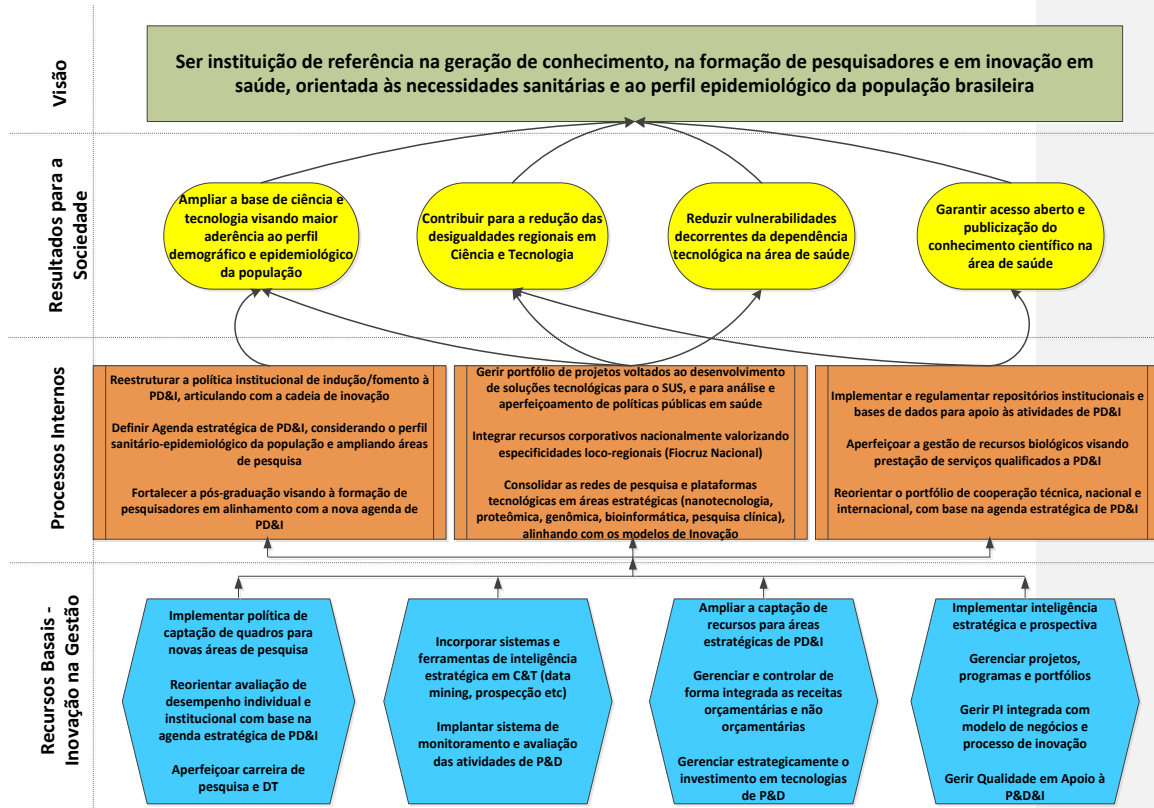 Visão
Ser instituição de referência na geração de conhecimento, na formação de pesquisadores e em inovação em
saúde, orientada às necessidades sanitárias e ao perfil epidemiológico da população brasileira
Resultados para a
Sociedade
Ampliar a base de ciência e
tecnologia visando maior
aderência ao perfil
demográfico e epidemiológico
da população
Contribuir para a redução das
desigualdades regionais em
Ciência e Tecnologia
Reduzir vulnerabilidades
decorrentes da dependência
tecnológica na área de saúde
Garantir acesso aberto e
publicização do
conhecimento científico na
área de saúde
Processos Internos
Reestruturar a política institucional de indução/fomento à
PD&I, articulando com a cadeia de inovação
Definir Agenda estratégica de PD&I, considerando o perfil
sanitário-epidemiológico da população e ampliando áreas
de pesquisa
Fortalecer a pós-graduação visando à formação de
pesquisadores em alinhamento com a nova agenda de
PD&I
Gerir portfólio de projetos voltados ao desenvolvimento
de soluções tecnológicas para o SUS, e para análise e
aperfeiçoamento de políticas públicas em saúde
Integrar recursos corporativos nacionalmente valorizando
especificidades loco-regionais (Fiocruz Nacional)
Consolidar as redes de pesquisa e plataformas
tecnológicas em áreas estratégicas (nanotecnologia,
proteômica, genômica, bioinformática, pesquisa clínica),
alinhando com os modelos de Inovação
Implementar e regulamentar repositórios institucionais e
bases de dados para apoio às atividades de PD&I
Aperfeiçoar a gestão de recursos biológicos visando
prestação de serviços qualificados a PD&I
Reorientar o portfólio de cooperação técnica, nacional e
internacional, com base na agenda estratégica de PD&I
Recursos Basais -
Inovação na Gestão
Implementar política de
captação de quadros para
novas áreas de pesquisa
Reorientar avaliação de
desempenho individual e
institucional com base na
agenda estratégica de PD&I
Aperfeiçoar carreira de
pesquisa e DT
Incorporar sistemas e
ferramentas de inteligência
estratégica em C&T (data
mining, prospecção etc)
Implantar sistema de
monitoramento e avaliação
das atividades de P&D
Ampliar a captação de
recursos para áreas
estratégicas de PD&I
Gerenciar e controlar de
forma integrada as receitas
orçamentárias e não
orçamentárias
Gerenciar estrategicamente o
investimento em tecnologias
de P&D
Implementar inteligência
estratégica e prospectiva
Gerenciar projetos,
programas e portfólios
Gerir PI integrada com
modelo de negócios e
processo de inovação
Gerir Qualidade em Apoio à
P&D&I